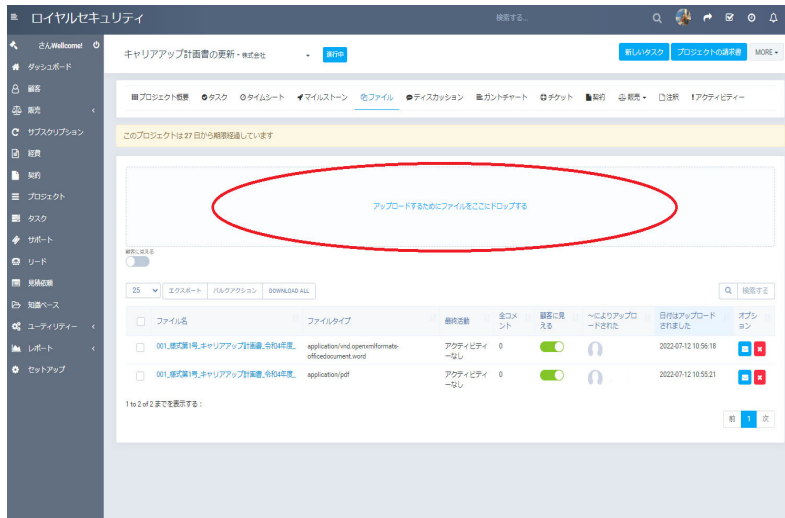 ロイヤルセキュリティ
検索する...
さん Wellcome!
キャリアアップ計画書の更新 - 株式会社
進行中
新しいタスク
プロジェクトの請求書
MORE
ダッシュボード
顧客
販売
サブスクリプション
経費
契約
プロジェクト
タスク
サポート
リード
見積依頼
知識ベース
ユーティリティー
レポート
セットアップ
プロジェクト概要 タスク タイムシート マイルストーン ファイル ディスカッション ガントチャート チケット 契約 販売 注釈 アクティビティー
このプロジェクトは 27 日から期限経過しています
アップロードするためにファイルをここにドロップする
顧客に見える
25 エクスポート バルクアクション DOWNLOAD ALL
検索する
ファイル名 ファイルタイプ 最終活動 全コメント 顧客に見える ~によりアップロードされた 日付はアップロードされました オプション
001_様式第1号_キャリアアップ計画書_令和4年度_ application/vnd.openxmlformats-officedocument.word アクティビティーなし 0 2022-07-12 10:56:18
001_様式第1号_キャリアアップ計画書_令和4年度_ application/pdf アクティビティーなし 0 2022-07-12 10:55:21
1 to 2 of 2 までを表示する :
前 1 次